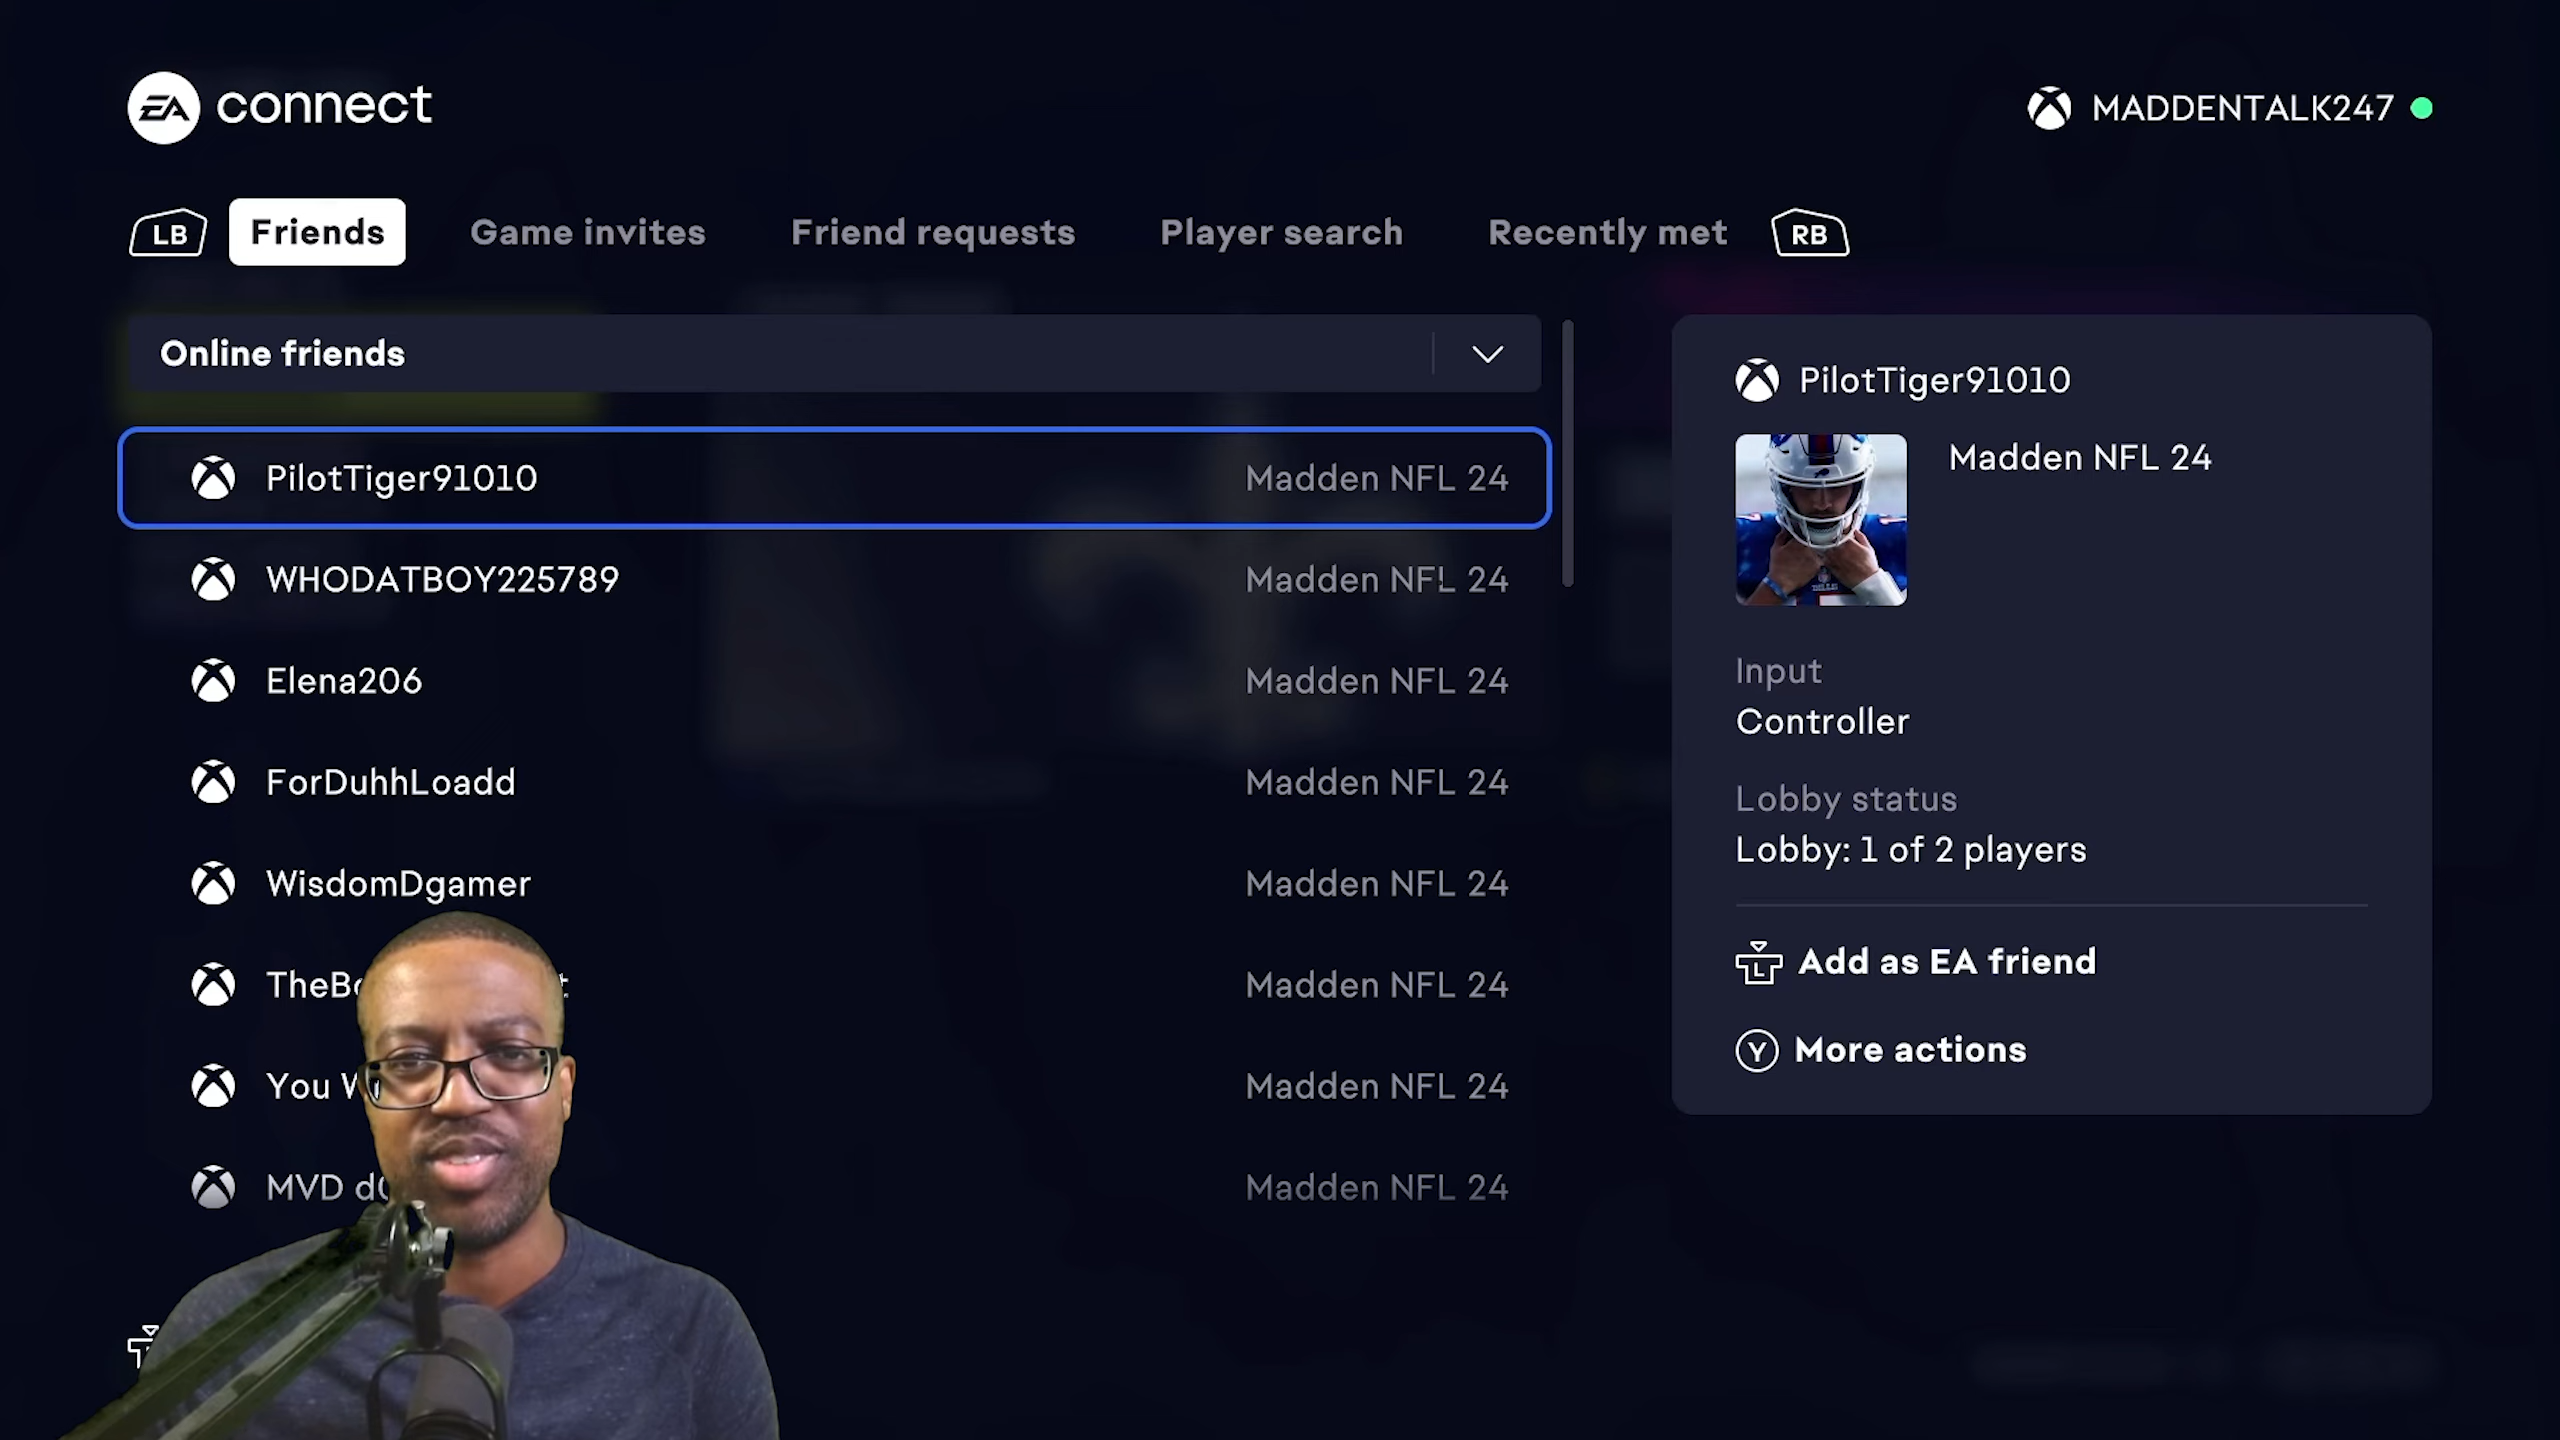 EA connect
MADDENTALK247
LB Friends Game invites Friend requests Player search Recently met RB
Online friends
PilotTiger91010 Madden NFL 24
WHODATBOY225789 Madden NFL 24
Elena206 Madden NFL 24
ForDuhhLoadd Madden NFL 24
WisdomDgamer Madden NFL 24
Madden NFL 24
You Madden NFL 24
MVD Madden NFL 24
PilotTiger91010
Madden NFL 24
Input
Controller
Lobby status
Lobby: 1 of 2 players
L Add as EA friend
Y More actions